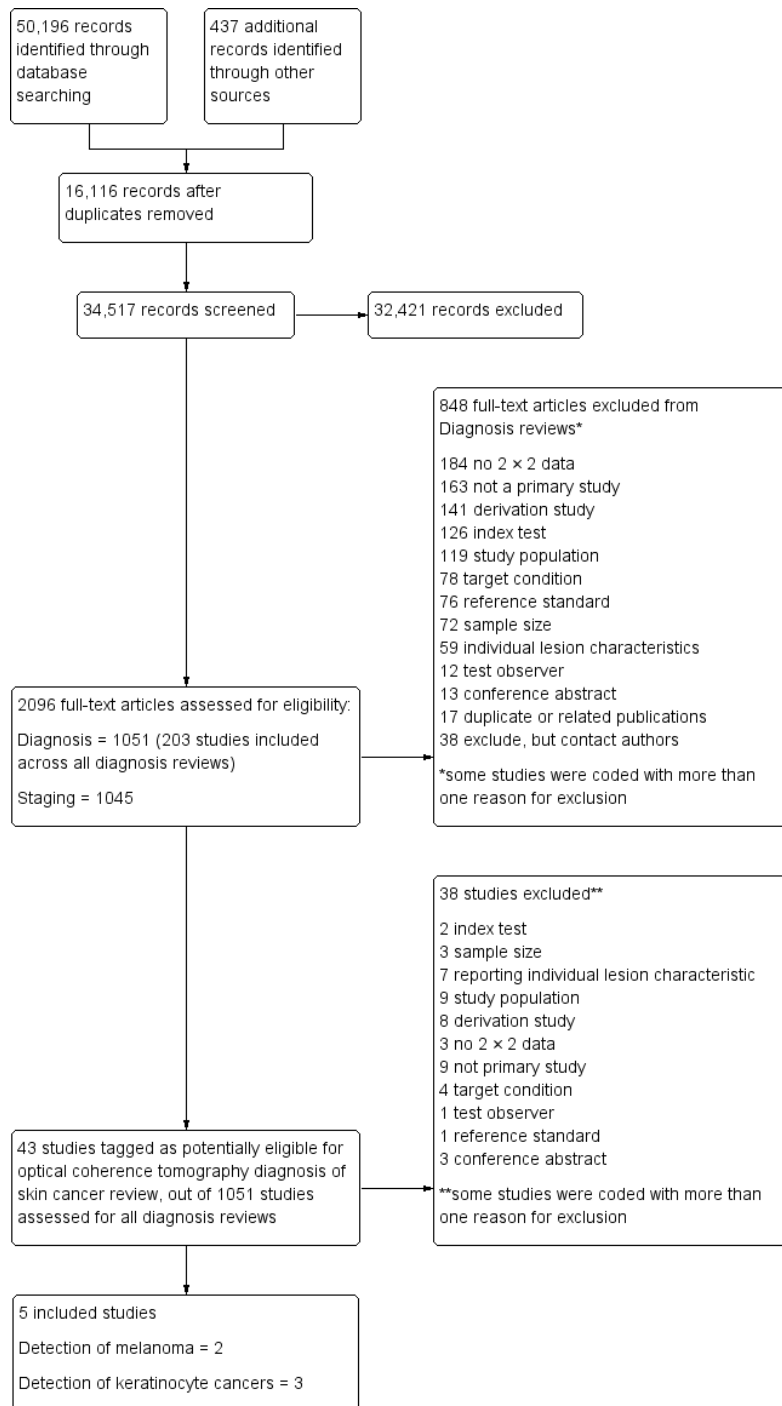 50,196 records
identified through
database
searching
437 additional
records identified
through other
sources
16,116 records after
duplicates removed
34,517 records screened
32,421 records excluded
848 full-text articles excluded from
Diagnosis reviews*
184 no 2 × 2 data
163 not a primary study
141 derivation study
126 index test
119 study population
78 target condition
76 reference standard
72 sample size
59 individual lesion characteristics
12 test observer
13 conference abstract
17 duplicate or related publications
38 exclude, but contact authors
*some studies were coded with more than
one reason for exclusion
2096 full-text articles assessed for eligibility:
Diagnosis = 1051 (203 studies included
across all diagnosis reviews)
Staging = 1045
38 studies excluded**
2 index test
3 sample size
7 reporting individual lesion characteristic
9 study population
8 derivation study
3 no 2 × 2 data
9 not primary study
4 target condition
1 test observer
1 reference standard
3 conference abstract
**some studies were coded with more than
one reason for exclusion
43 studies tagged as potentially eligible for
optical coherence tomography diagnosis of
skin cancer review, out of 1051 studies
assessed for all diagnosis reviews
5 included studies
Detection of melanoma = 2
Detection of keratinocyte cancers = 3